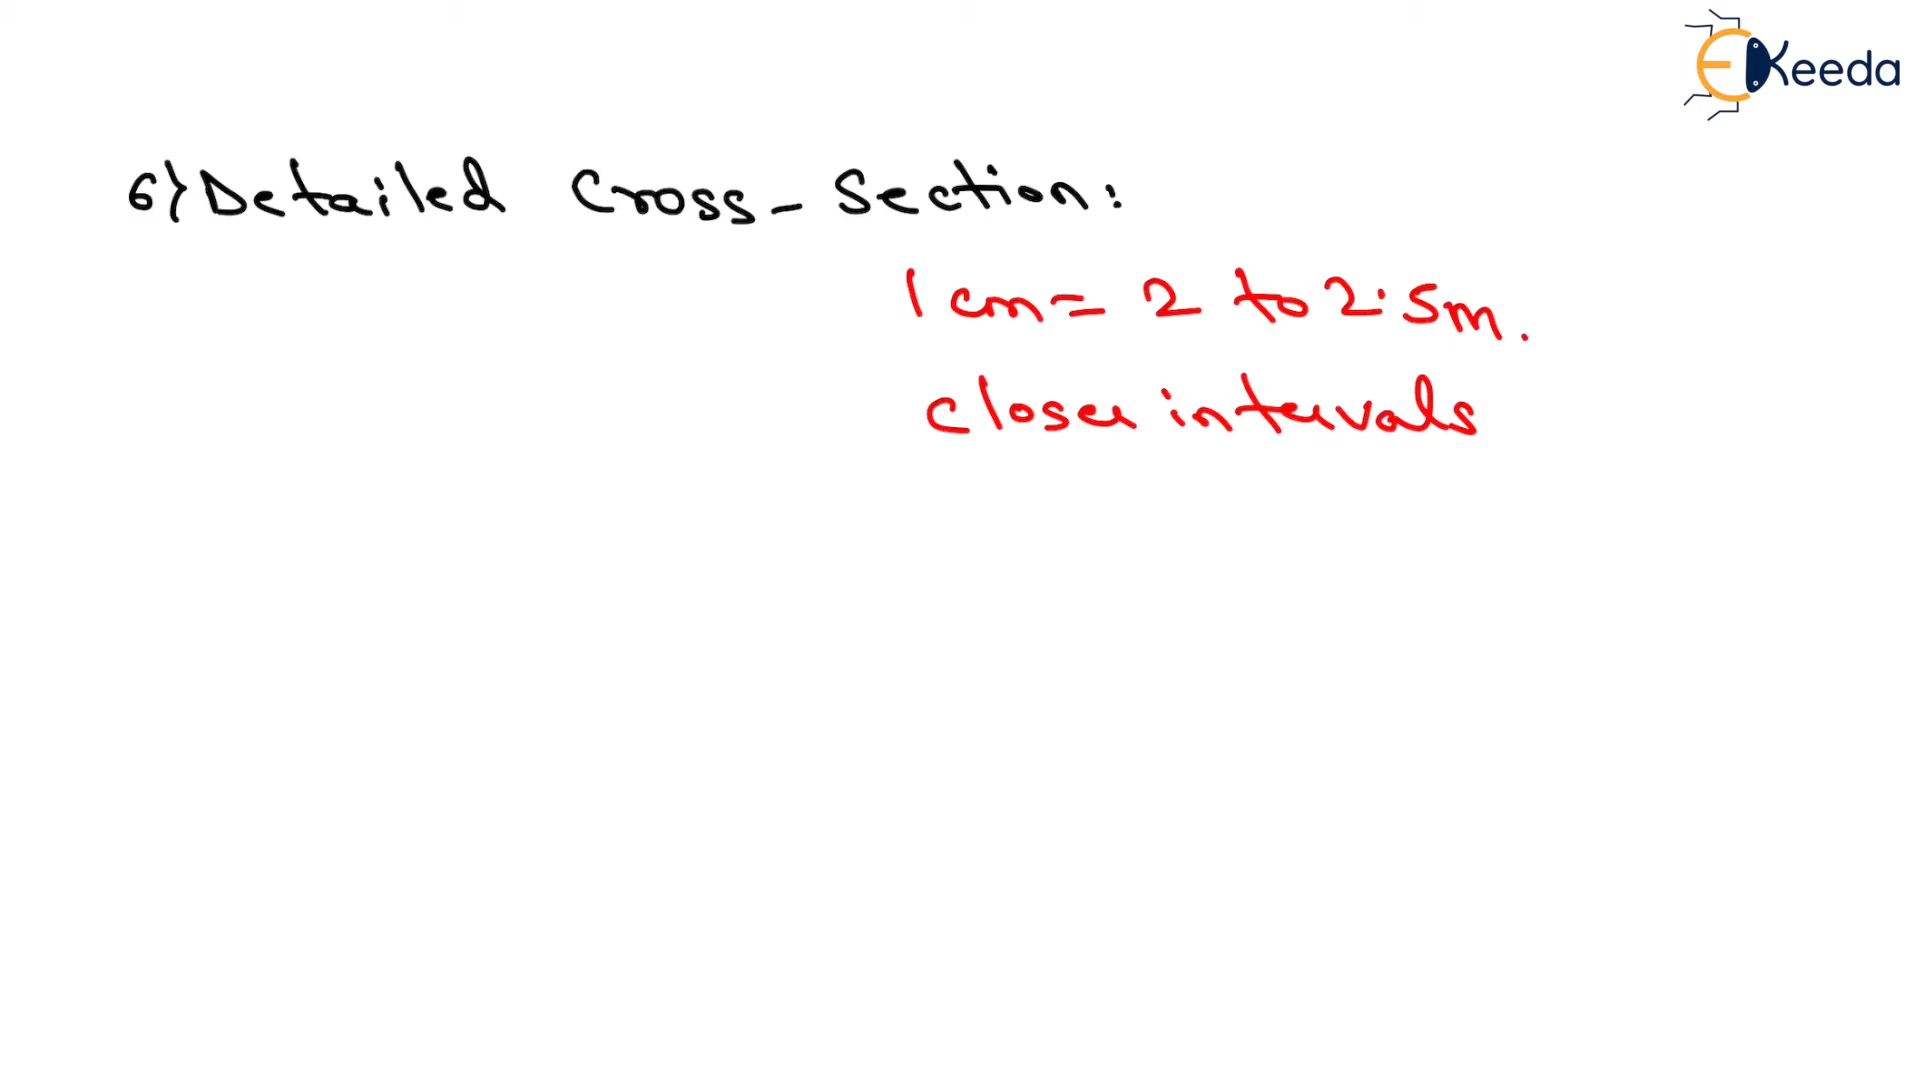 EKeeda
6) Detailed Cross-Section:
1 cm = 2 to 2.5m.
closer intervals